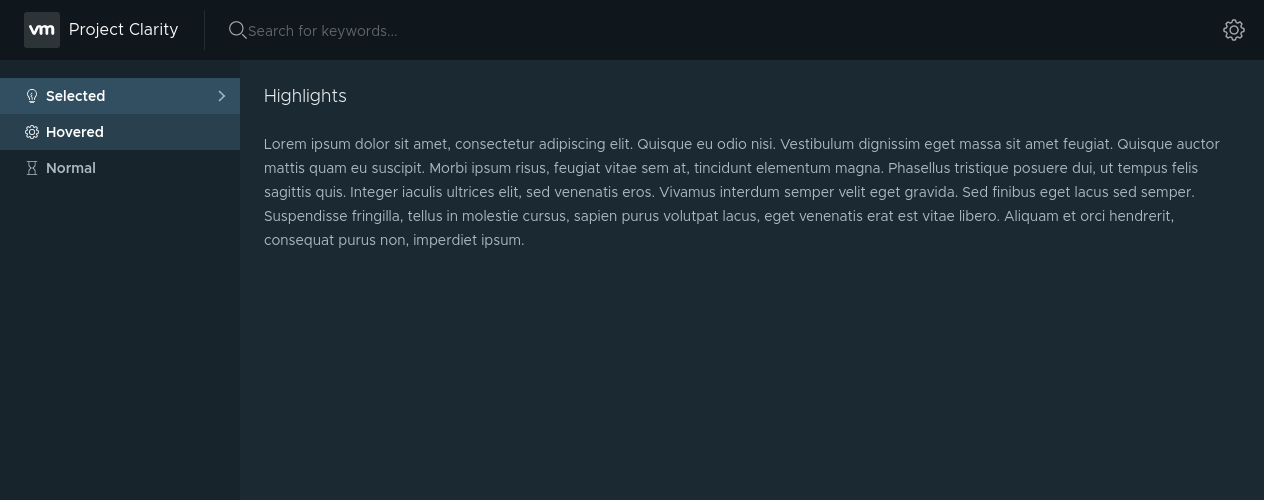 vm Project Clarity
Search for keywords...
Selected
Hovered
Normal
Highlights
Lorem ipsum dolor sit amet, consectetur adipiscing elit. Quisque eu odio nisi. Vestibulum dignissim eget massa sit amet feugiat. Quisque auctor
mattis quam eu suscipit. Morbi ipsum risus, feugiat vitae sem at, tincidunt elementum magna. Phasellus tristique posuere dui, ut tempus felis
sagittis quis. Integer iaculis ultrices elit, sed venenatis eros. Vivamus interdum semper velit eget gravida. Sed finibus eget lacus sed semper.
Suspendisse fringilla, tellus in molestie cursus, sapien purus volutpat lacus, eget venenatis erat est vitae libero. Aliquam et orci hendrerit,
consequat purus non, imperdiet ipsum.